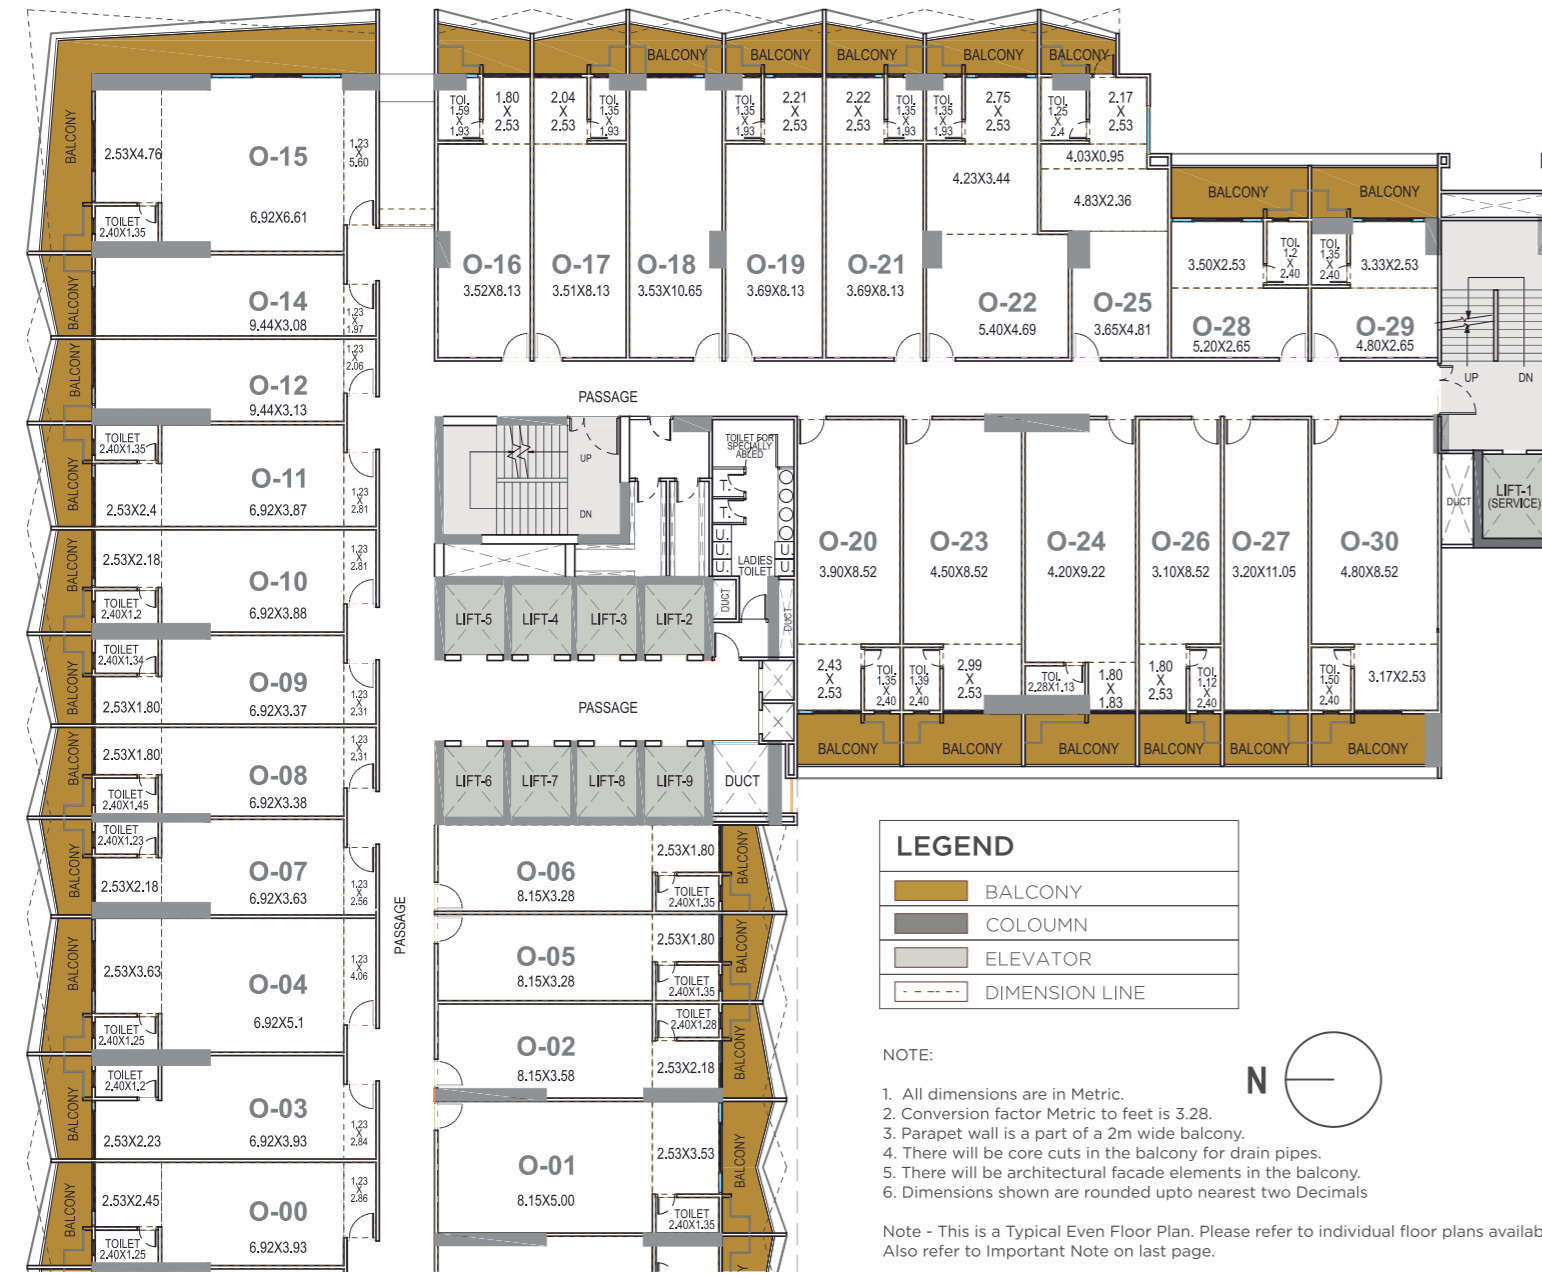 BALCONY
2.53X4.76
O-15
6.92X6.61
TOILET
2.40X1.35
1.23
X
5.60
BALCONY
O-14
9.44X3.08
1.23
X
1.97
BALCONY
O-12
9.44X3.13
1.23
X
2.06
TOILET
2.40X1.35
BALCONY
O-11
2.53X2.4
6.92X3.87
1.23
X
2.81
BALCONY
2.53X2.18
O-10
6.92X3.88
TOILET
2.40X1.2
1.23
X
2.81
TOILET
2.40X1.34
BALCONY
O-09
2.53X1.80
6.92X3.37
1.23
X
2.31
BALCONY
2.53X1.80
O-08
6.92X3.38
TOILET
2.40X1.45
1.23
X
2.31
TOILET
2.40X1.23
BALCONY
O-07
2.53X2.18
6.92X3.63
1.23
X
2.56
BALCONY
2.53X3.63
O-04
6.92X5.1
TOILET
2.40X1.25
1.23
X
4.06
TOILET
2.40X1.2
BALCONY
O-03
2.53X2.23
6.92X3.93
1.23
X
2.84
BALCONY
2.53X2.45
O-00
6.92X3.93
TOILET
2.40X1.25
1.23
X
2.86
PASSAGE
TOI.
1.59
X
1.93
1.80
X
2.53
O-16
3.52X8.13
2.04
X
2.53
TOI.
1.35
X
1.93
O-17
3.51X8.13
BALCONY
O-18
3.53X10.65
BALCONY
TOI.
1.35
X
1.93
2.21
X
2.53
O-19
3.69X8.13
BALCONY
2.22
X
2.53
TOI.
1.35
X
1.93
O-21
3.69X8.13
BALCONY
TOI.
1.35
X
1.93
2.75
X
2.53
4.23X3.44
O-22
5.40X4.69
BALCONY
TOI.
1.25
X
2.4
2.17
X
2.53
4.03X0.95
4.83X2.36
O-25
3.65X4.81
BALCONY
3.50X2.53
TOI.
1.2
X
2.40
O-28
5.20X2.65
BALCONY
TOI.
1.35
X
2.40
3.33X2.53
O-29
4.80X2.65
UP
DN
PASSAGE
UP
DN
TOILET FOR
SPECIALLY
ABLED
T.
T.
U.
U.
U.
U.
U.
LADIES
TOILET
DUCT
DUCT
LIFT-5
LIFT-4
LIFT-3
LIFT-2
PASSAGE
LIFT-6
LIFT-7
LIFT-8
LIFT-9
DUCT
O-20
3.90X8.52
2.43
X
2.53
TOI.
1.35
X
2.40
BALCONY
O-23
4.50X8.52
TOI.
1.39
X
2.40
2.99
X
2.53
BALCONY
O-24
4.20X9.22
TOI.
2.28X1.13
1.80
X
1.83
BALCONY
O-26
3.10X8.52
1.80
X
2.53
TOI.
1.12
X
2.40
BALCONY
O-27
3.20X11.05
BALCONY
O-30
4.80X8.52
TOI.
1.50
X
2.40
3.17X2.53
BALCONY
DUCT
LIFT-1
(SERVICE)
O-06
8.15X3.28
2.53X1.80
TOILET
2.40X1.35
BALCONY
O-05
8.15X3.28
2.53X1.80
TOILET
2.40X1.35
BALCONY
O-02
8.15X3.58
TOILET
2.40X1.28
2.53X2.18
BALCONY
O-01
8.15X5.00
2.53X3.53
TOILET
2.40X1.35
BALCONY
LEGEND
BALCONY
COLOUMN
ELEVATOR
DIMENSION LINE
NOTE:
N
1. All dimensions are in Metric.
2. Conversion factor Metric to feet is 3.28.
3. Parapet wall is a part of a 2m wide balcony.
4. There will be core cuts in the balcony for drain pipes.
5. There will be architectural facade elements in the balcony.
6. Dimensions shown are rounded upto nearest two Decimals
Note - This is a Typical Even Floor Plan. Please refer to individual floor plans availab
Also refer to Important Note on last page.